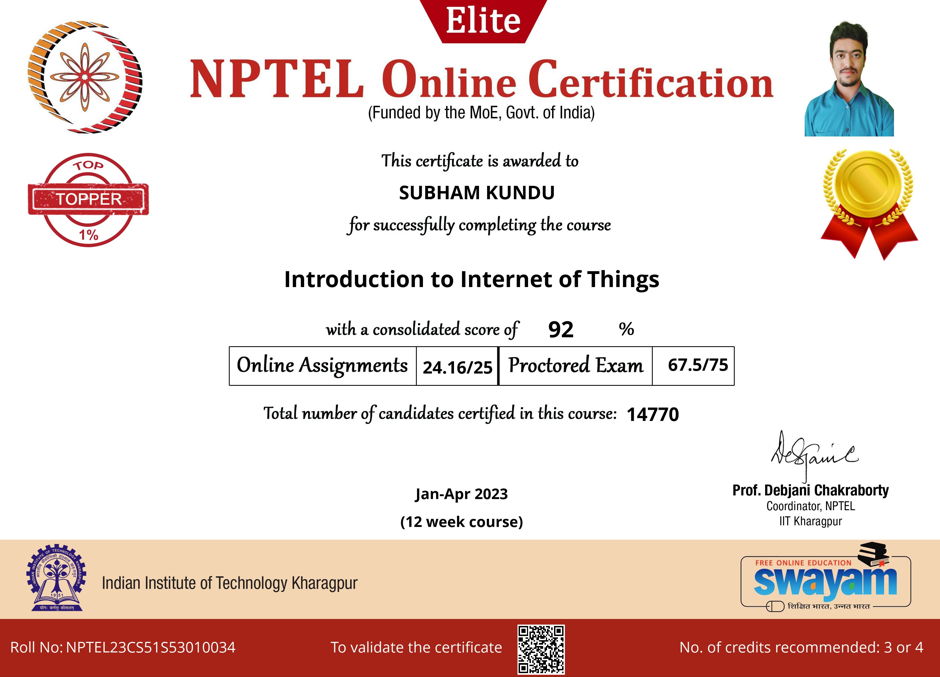 Elite
NPTEL Online Certification
(Funded by the MoE, Govt. of India)
This certificate is awarded to
SUBHAM KUNDU
for successfully completing the course
TOP
TOPPER
1%
Introduction to Internet of Things
with a consolidated score of 92 %
Online Assignments 24.16/25 Proctored Exam 67.5/75
Total number of candidates certified in this course: 14770
Jan-Apr 2023
(12 week course)
Prof. Debjani Chakraborty
Coordinator, NPTEL
IIT Kharagpur
Indian Institute of Technology Kharagpur
FREE ONLINE EDUCATION
swayam
शिक्षित भारत, उन्नत भारत
Roll No: NPTEL23CS51S53010034 To validate the certificate No. of credits recommended: 3 or 4